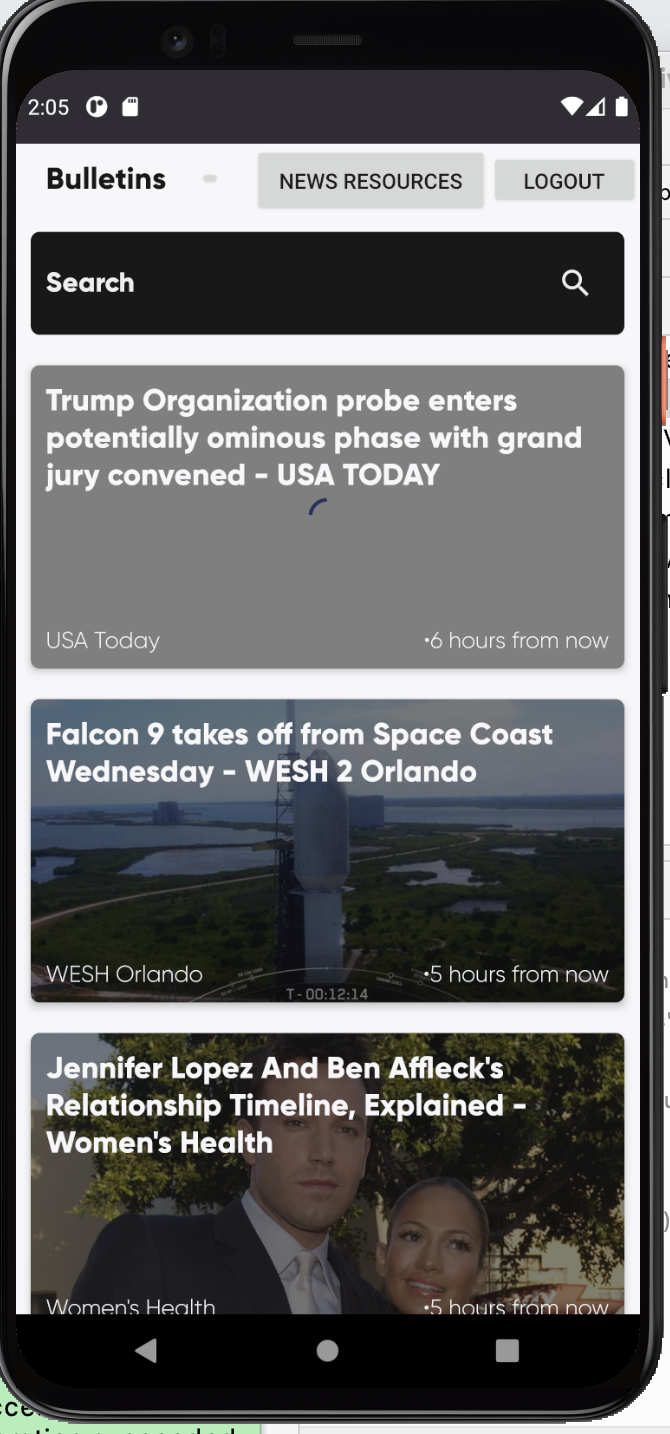 2:05
Bulletins
NEWS RESOURCES
LOGOUT
Search
Trump Organization probe enters
potentially ominous phase with grand
jury convened - USA TODAY
USA Today
•6 hours from now
Falcon 9 takes off from Space Coast
Wednesday - WESH 2 Orlando
WESH Orlando
•5 hours from now
T - 00:12:14
Jennifer Lopez And Ben Affleck's
Relationship Timeline, Explained -
Women's Health
Women's Health
•5 hours from now